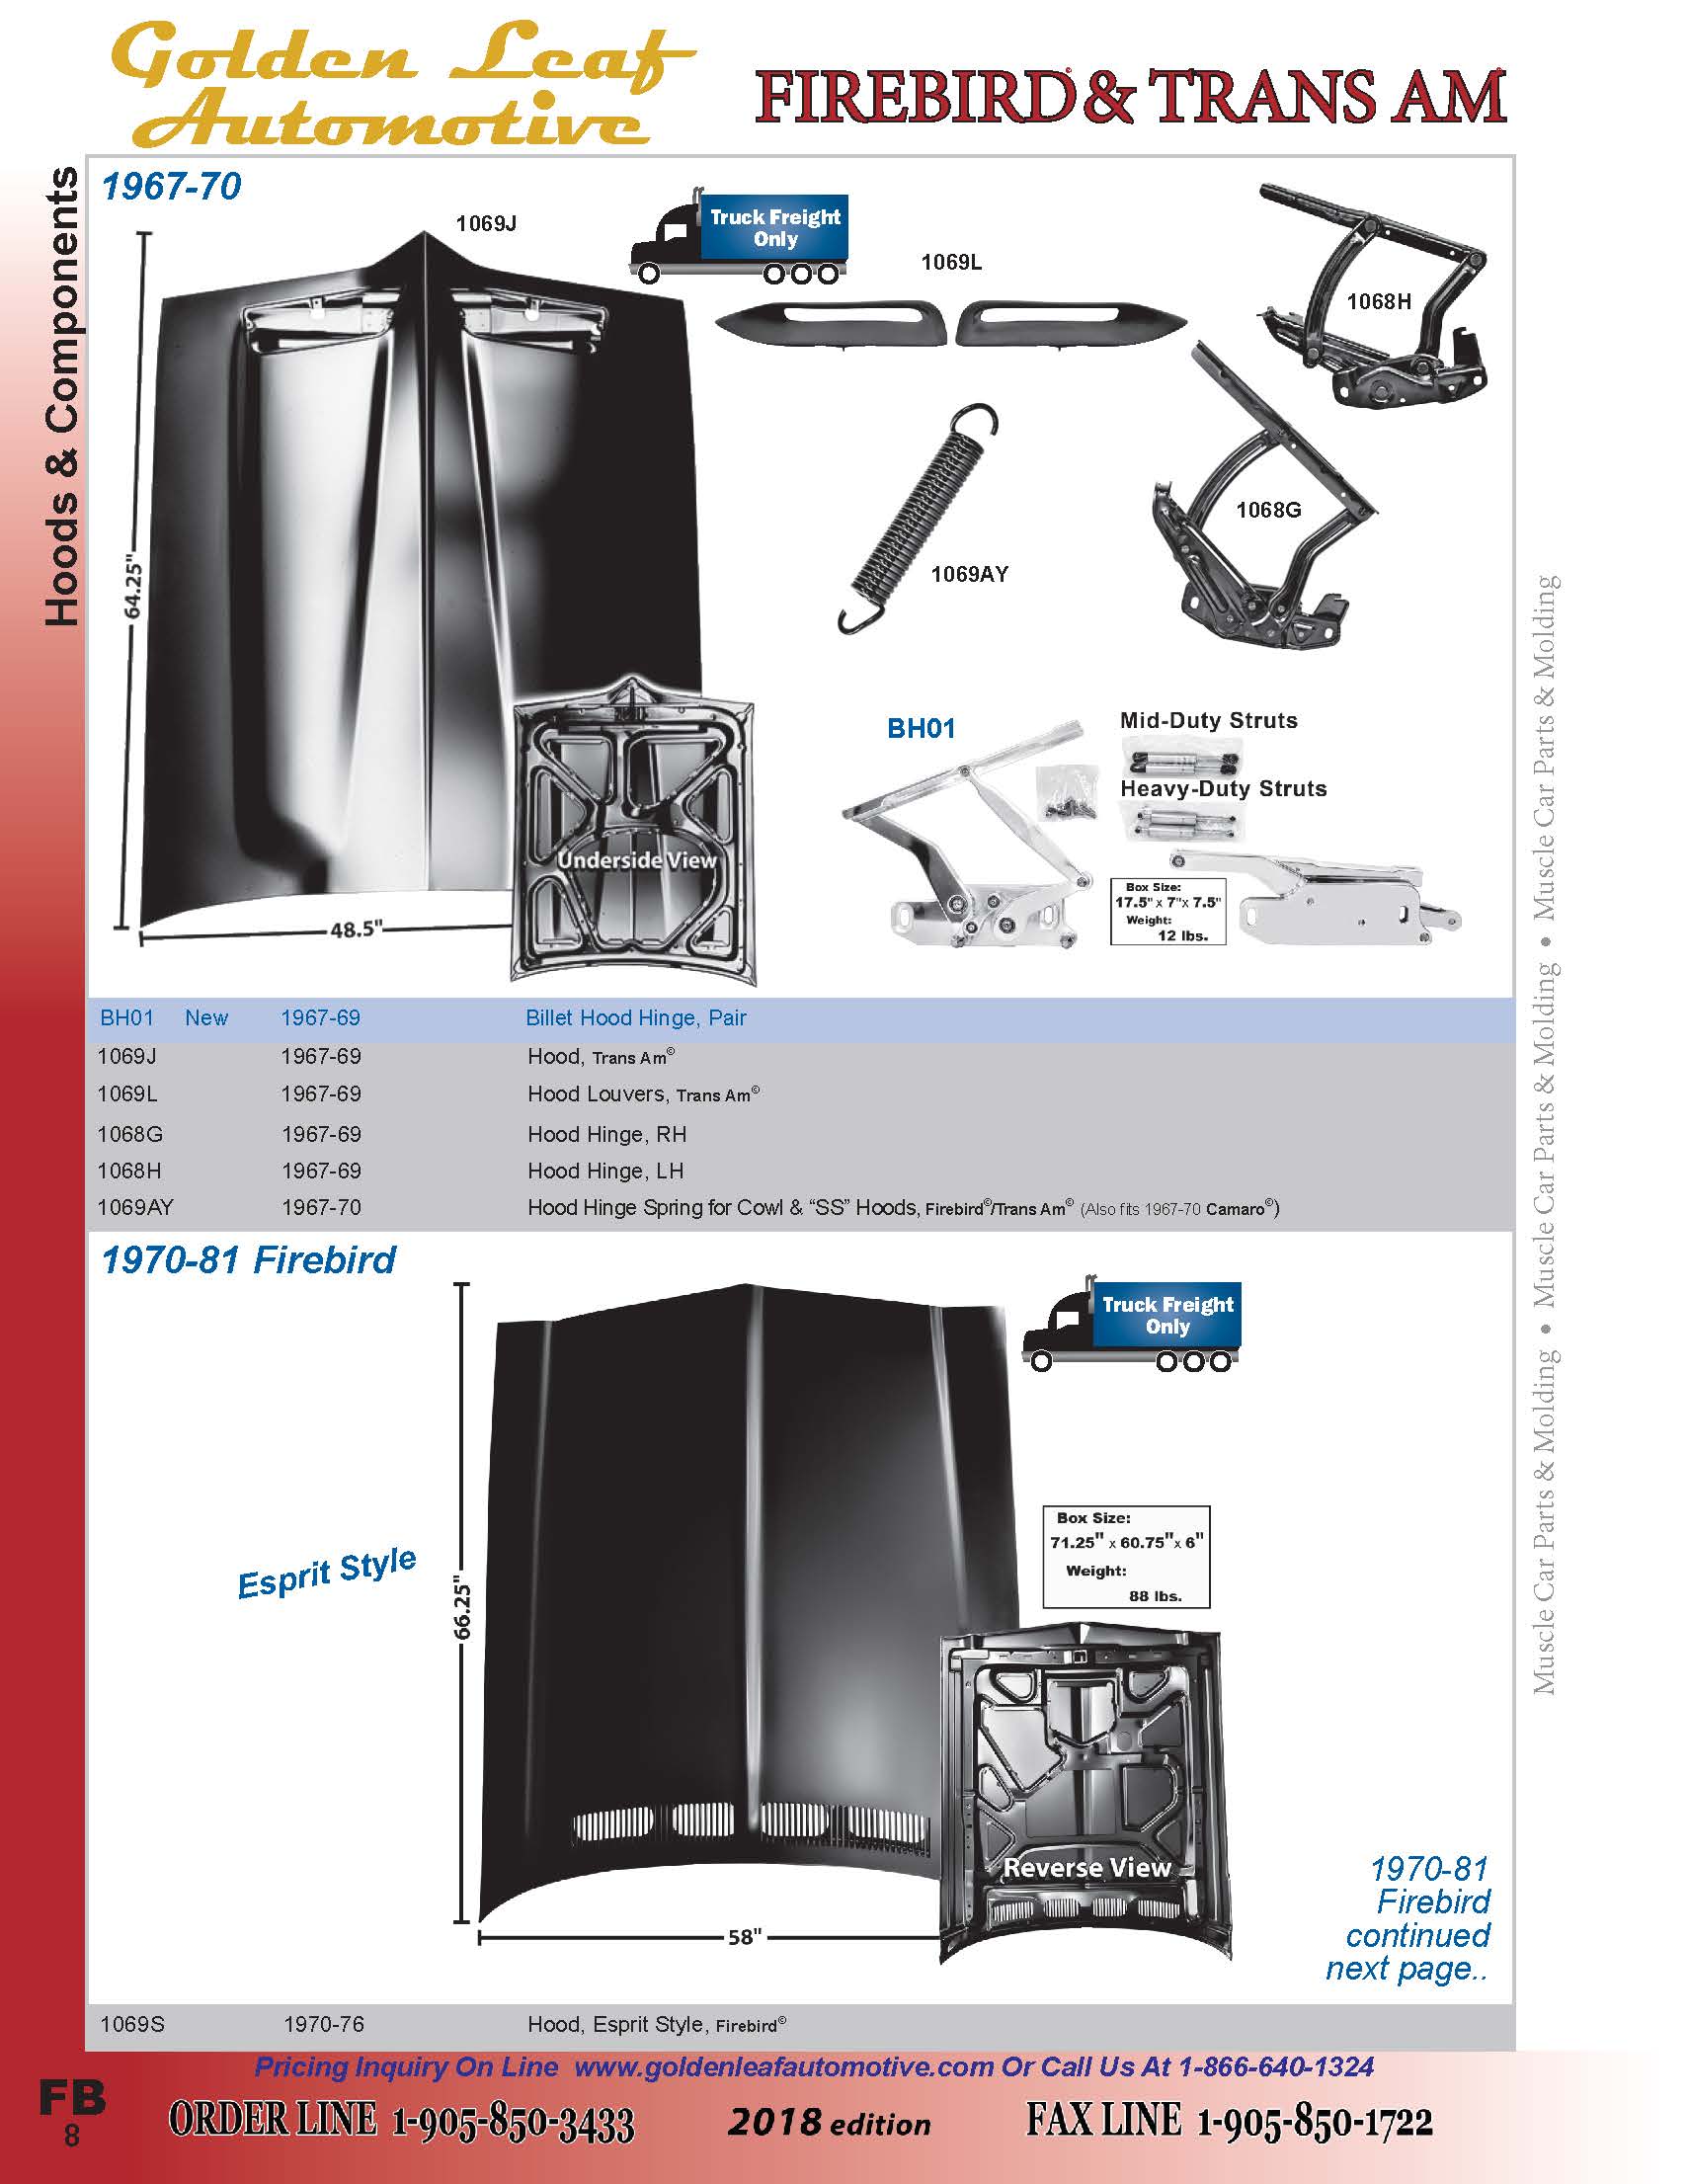 Golden Leaf
Automotive
FIREBIRD® & TRANS AM®
Hoods & Components
1967-70
1069J
Truck Freight
Only
1069L
1068H
1068G
1069AY
64.25"
48.5"
Underside View
BH01
Mid-Duty Struts
Heavy-Duty Struts
Box Size:
17.5" x 7"x 7.5"
Weight:
12 lbs.
BH01 New 1967-69 Billet Hood Hinge, Pair
1069J 1967-69 Hood, Trans Am©
1069L 1967-69 Hood Louvers, Trans Am©
1068G 1967-69 Hood Hinge, RH
1068H 1967-69 Hood Hinge, LH
1069AY 1967-70 Hood Hinge Spring for Cowl & “SS” Hoods, Firebird©/Trans Am© (Also fits 1967-70 Camaro©)
1970-81 Firebird
Truck Freight
Only
Esprit Style
66.25"
58"
Box Size:
71.25" x 60.75"x 6"
Weight:
88 lbs.
Reverse View
1970-81
Firebird
continued
next page..
1069S 1970-76 Hood, Esprit Style, Firebird©
Muscle Car Parts & Molding • Muscle Car Parts & Molding • Muscle Car Parts & Molding
Pricing Inquiry On Line www.goldenleafautomotive.com Or Call Us At 1-866-640-1324
FB
8
ORDER LINE 1-905-850-3433
2018 edition
FAX LINE 1-905-850-1722